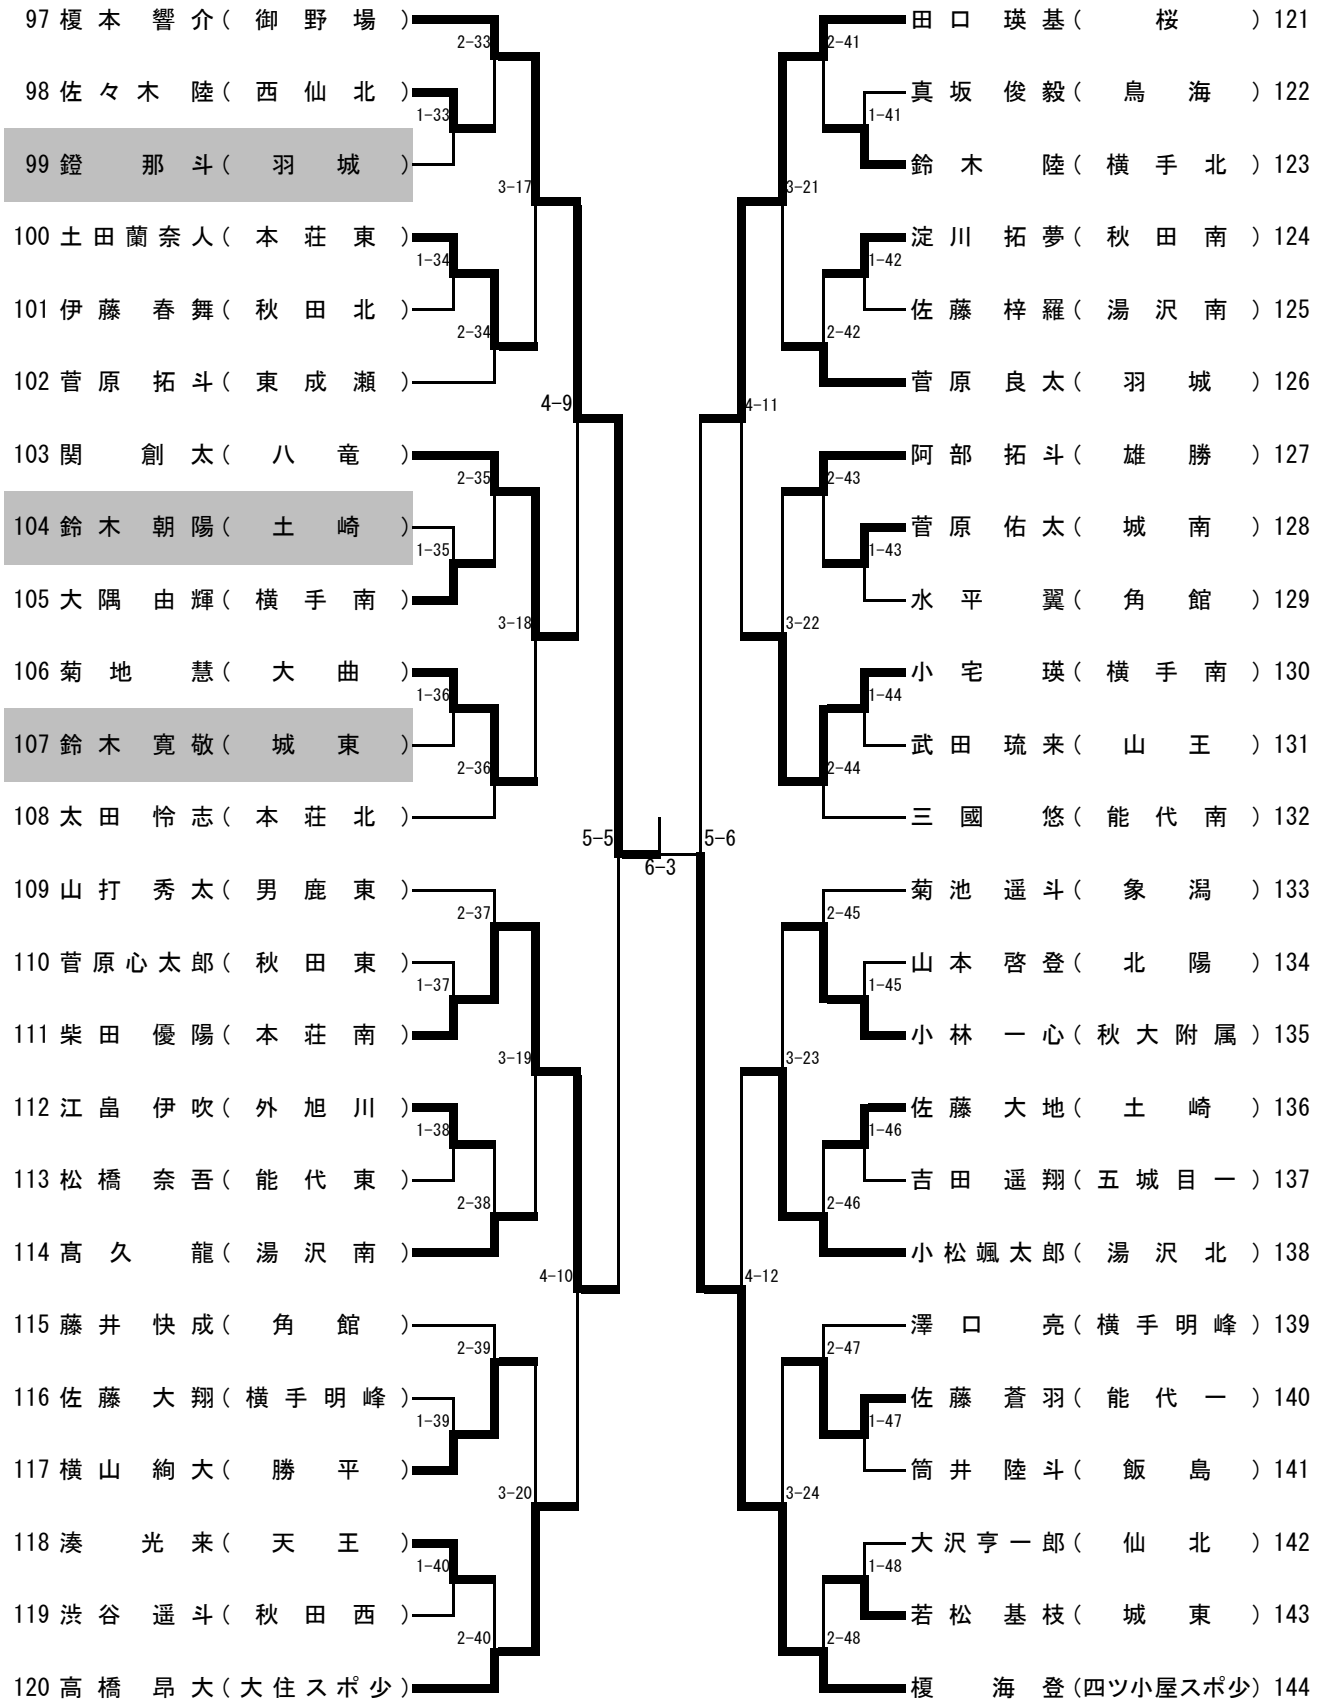 97 榎本 響介(御野場)
2-33
98 佐々木 陸(西仙北)
1-33
99 鐙 那斗(羽城)
3-17
100 土田蘭奈人(本荘東)
1-34
101 伊藤 春舞(秋田北)
2-34
102 菅原 拓斗(東成瀬)
4-9
103 関 創太(八竜)
2-35
104 鈴木 朝陽(土崎)
1-35
105 大隅 由輝(横手南)
3-18
106 菊地 慧(大曲)
1-36
107 鈴木 寛敬(城東)
2-36
108 太田 怜志(本荘北)
5-5
6-3
109 山打 秀太(男鹿東)
2-37
110 菅原心太郎(秋田東)
1-37
111 柴田 優陽(本荘南)
3-19
112 江畠 伊吹(外旭川)
1-38
113 松橋 奈吾(能代東)
2-38
114 髙久 龍(湯沢南)
4-10
115 藤井 快成(角館)
2-39
116 佐藤 大翔(横手明峰)
1-39
117 横山 絢大(勝平)
3-20
118 湊 光来(天王)
1-40
119 渋谷 遥斗(秋田西)
2-40
120 高橋 昂大(大住スポ少)
田口 瑛基(桜) 121
2-41
真坂 俊毅(鳥海) 122
1-41
鈴木 陸(横手北) 123
3-21
淀川 拓夢(秋田南) 124
1-42
佐藤 梓羅(湯沢南) 125
2-42
菅原 良太(羽城) 126
4-11
阿部 拓斗(雄勝) 127
2-43
菅原 佑太(城南) 128
1-43
水平 翼(角館) 129
3-22
小宅 瑛(横手南) 130
1-44
武田 琉来(山王) 131
2-44
三國 悠(能代南) 132
5-6
菊池 遥斗(象潟) 133
2-45
山本 啓登(北陽) 134
1-45
小林 一心(秋大附属) 135
3-23
佐藤 大地(土崎) 136
1-46
吉田 遥翔(五城目一) 137
2-46
小松颯太郎(湯沢北) 138
4-12
澤口 亮(横手明峰) 139
2-47
佐藤 蒼羽(能代一) 140
1-47
筒井 陸斗(飯島) 141
3-24
大沢亨一郎(仙北) 142
1-48
若松 基枝(城東) 143
2-48
榎 海登(四ツ小屋スポ少) 144